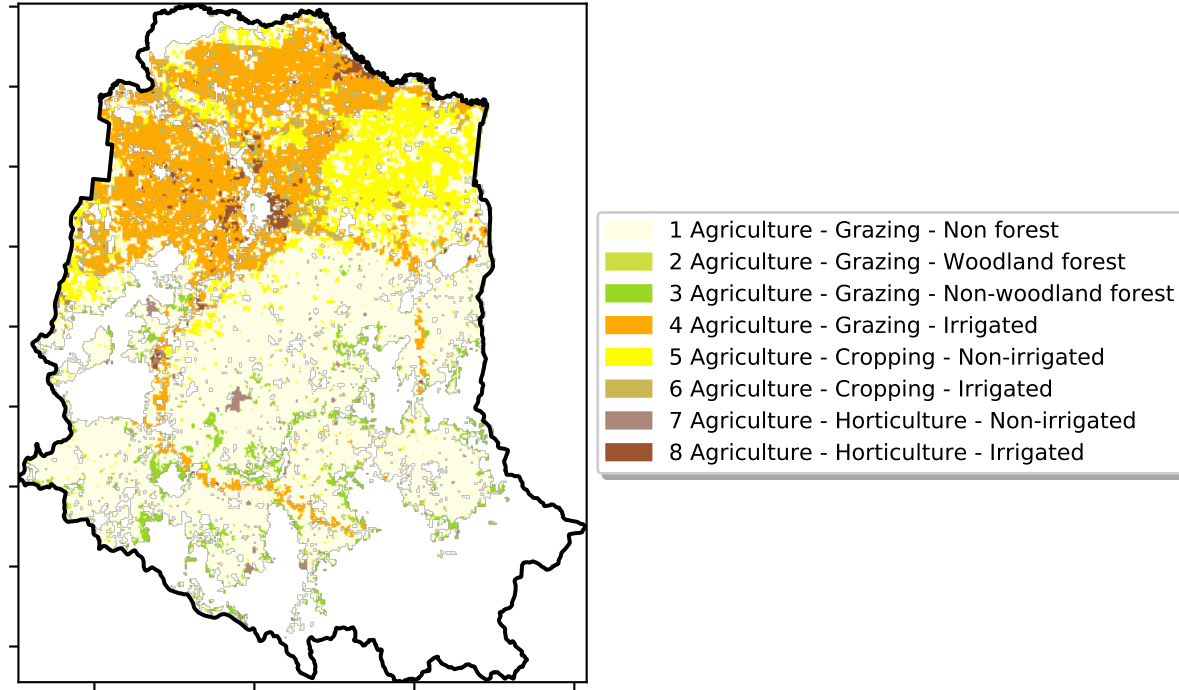 1 Agriculture - Grazing - Non forest
2 Agriculture - Grazing - Woodland forest
3 Agriculture - Grazing - Non-woodland forest
4 Agriculture - Grazing - Irrigated
5 Agriculture - Cropping - Non-irrigated
6 Agriculture - Cropping - Irrigated
7 Agriculture - Horticulture - Non-irrigated
8 Agriculture - Horticulture - Irrigated